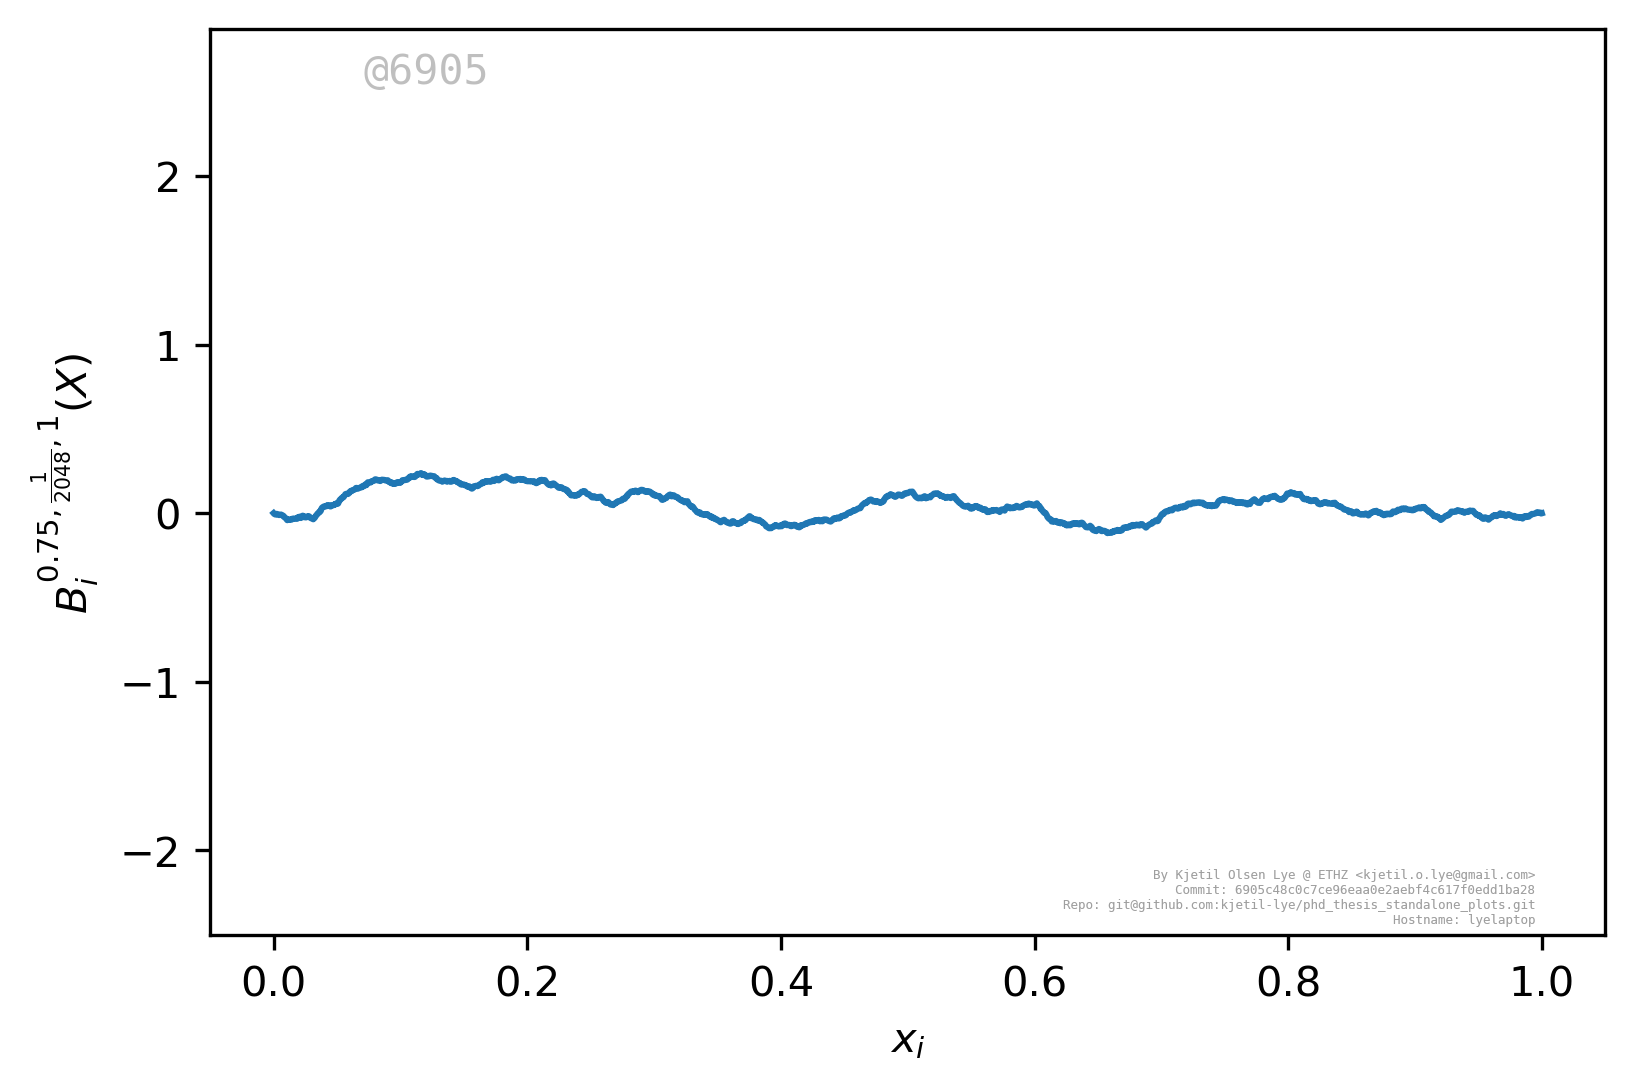 @6905
2
1
0
−1
−2
B_i^{0.75, \frac{1}{2048}, 1}(X)
By Kjetil Olsen Lye @ ETHZ <kjetil.o.lye@gmail.com>
Commit: 6905c48c0c7ce96eaa0e2aebf4c617f0edd1ba28
Repo: git@github.com:kjetil-lye/phd_thesis_standalone_plots.git
Hostname: lyelaptop
0.0 0.2 0.4 0.6 0.8 1.0
x_i